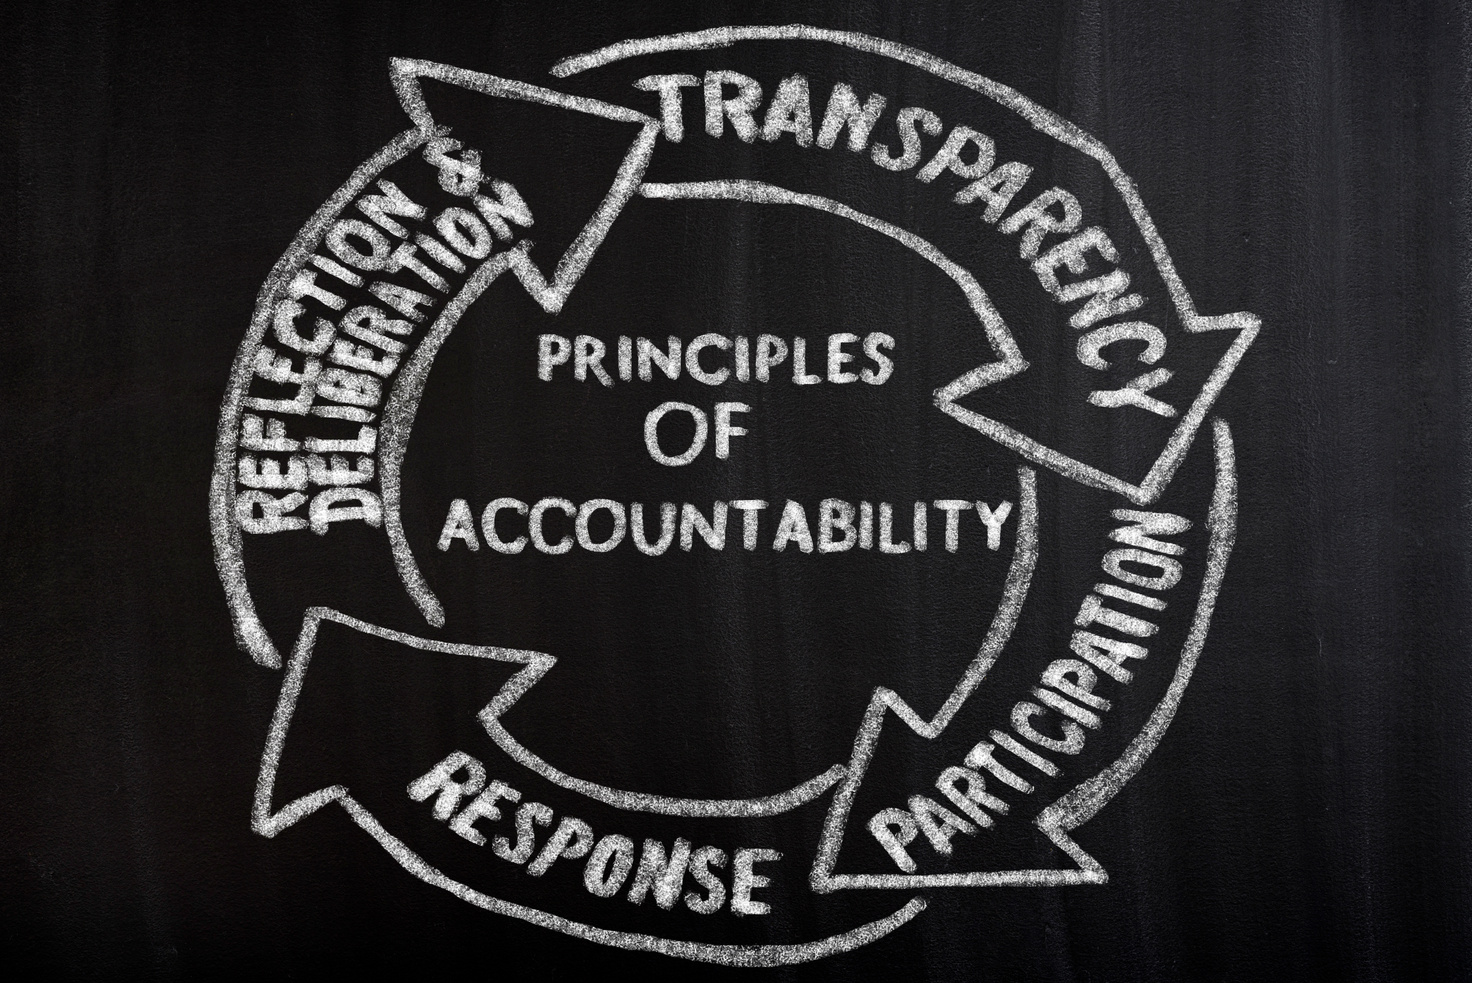 TRANSPARENCY
PARTICIPATION
RESPONSE
REFLECTION &
DELIBERATION
PRINCIPLES
OF
ACCOUNTABILITY